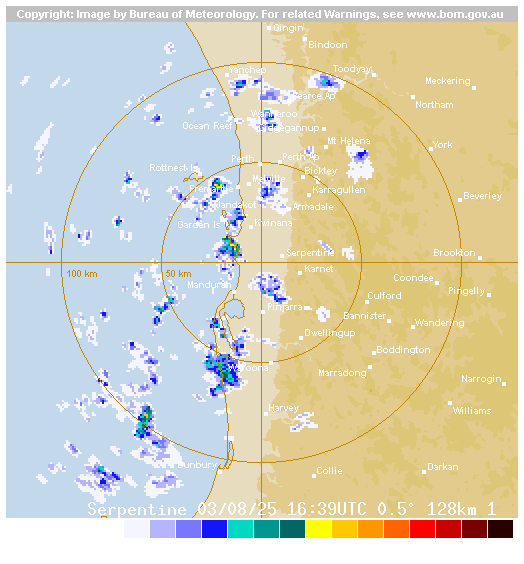 Copyright: Image by Bureau of Meteorology. For related Warnings, see www.bom.gov.au
Gingin
Bindoon
Yanchep
Toodyay
Meckering
Pearce Ap
Northam
Wanneroo
Ocean Reef
Mt Helena
York
Perth
Perth Ap
Rottnest Is
Bickley
Melville
Fremantle
Karragullen
Beverley
Armadale
Garden Is
Kwinana
Serpentine
Brookton
100 km
50 km
Karnet
Coondee
Mandurah
Pingelly
Culford
Pinjarra
Bannister
Wandering
Dwellingup
Boddington
Waroona
Marradong
Narrogin
Harvey
Williams
Bunbury
Collie
Darkan
Serpentine 03/08/25 16:39UTC 0.5° 128km 1